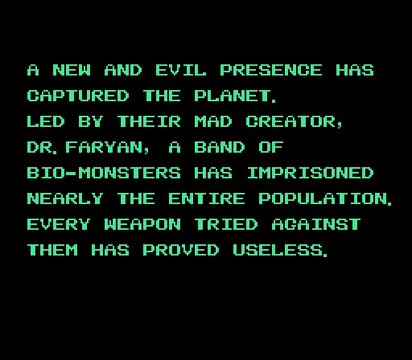 A NEW AND EVIL PRESENCE HAS
CAPTURED THE PLANET.
LED BY THEIR MAD CREATOR,
DR.FARYAN, A BAND OF
BIO-MONSTERS HAS IMPRISONED
NEARLY THE ENTIRE POPULATION.
EVERY WEAPON TRIED AGAINST
THEM HAS PROVED USELESS.